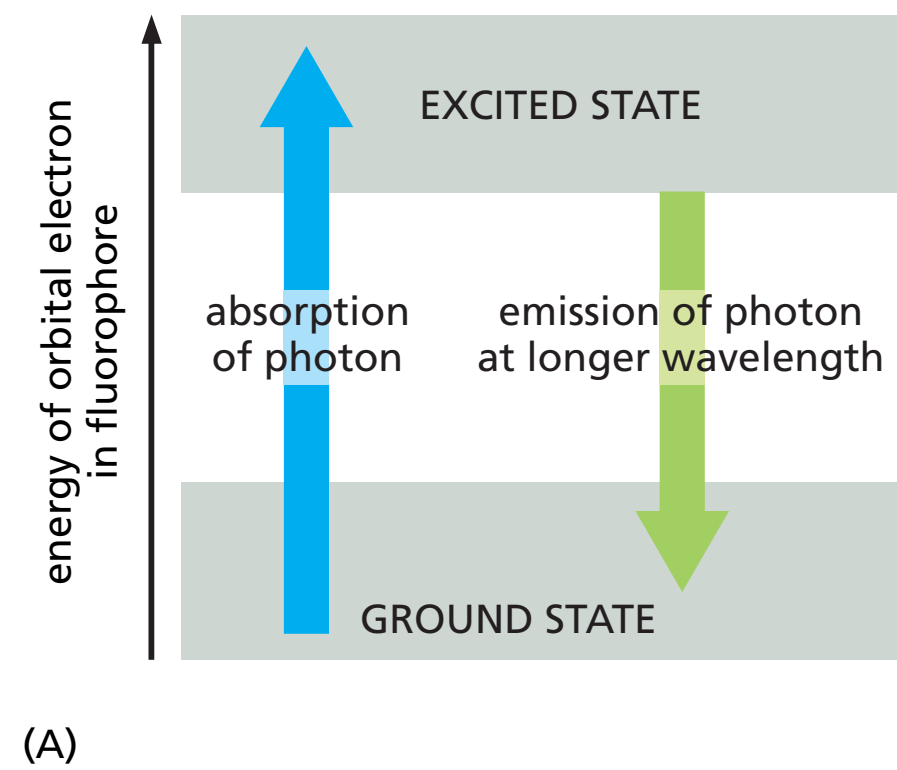 energy of orbital electron
in fluorophore
EXCITED STATE
absorption
of photon
emission of photon
at longer wavelength
GROUND STATE
(A)